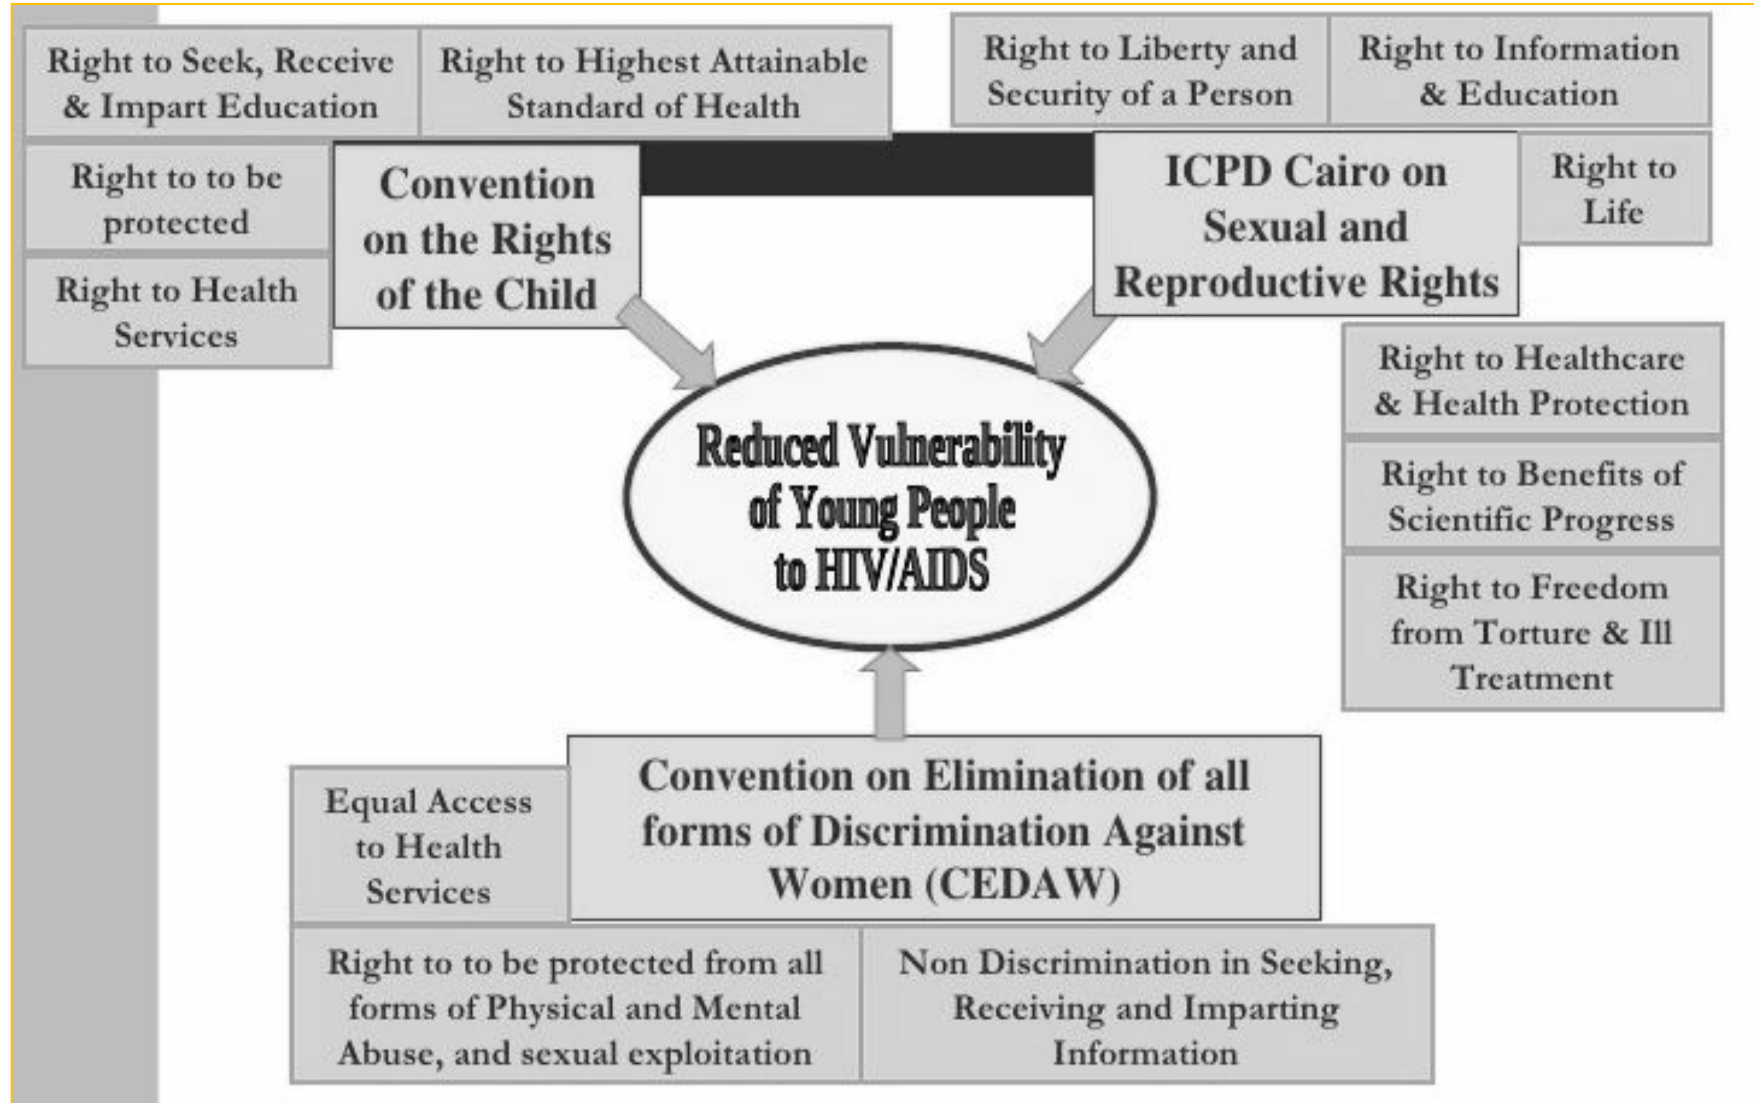 Right to Seek, Receive
& Impart Education
Right to Highest Attainable
Standard of Health
Right to Liberty and
Security of a Person
Right to Information
& Education
Right to to be
protected
Convention
on the Rights
of the Child
ICPD Cairo on
Sexual and
Reproductive Rights
Right to
Life
Right to Health
Services
Right to Healthcare
& Health Protection
Right to Benefits of
Scientific Progress
Right to Freedom
from Torture & Ill
Treatment
Reduced Vulnerability
of Young People
to HIV/AIDS
Equal Access
to Health
Services
Convention on Elimination of all
forms of Discrimination Against
Women (CEDAW)
Right to to be protected from all
forms of Physical and Mental
Abuse, and sexual exploitation
Non Discrimination in Seeking,
Receiving and Imparting
Information